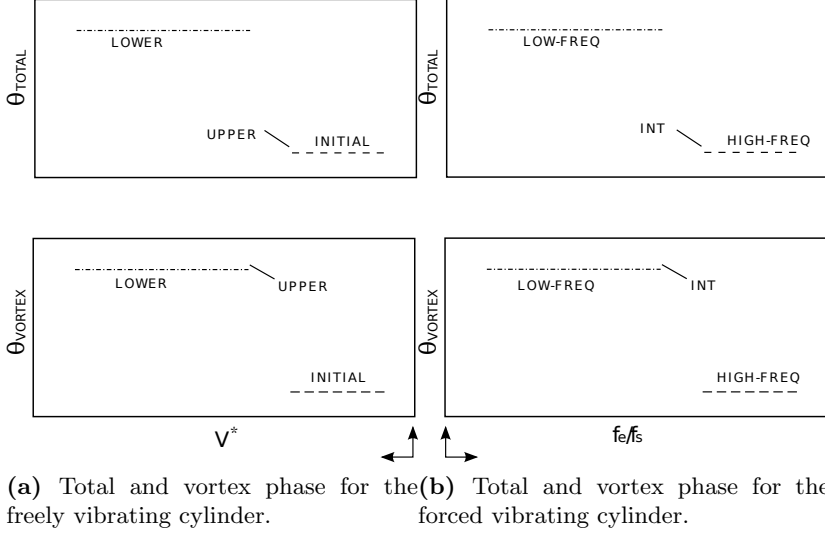 θTOTAL
LOWER
UPPER
INITIAL
θTOTAL
LOW-FREQ
INT
HIGH-FREQ
θVORTEX
LOWER
UPPER
INITIAL
V*
θVORTEX
LOW-FREQ
INT
HIGH-FREQ
fe/fs
(a) Total and vortex phase for the
freely vibrating cylinder.
(b) Total and vortex phase for the
forced vibrating cylinder.